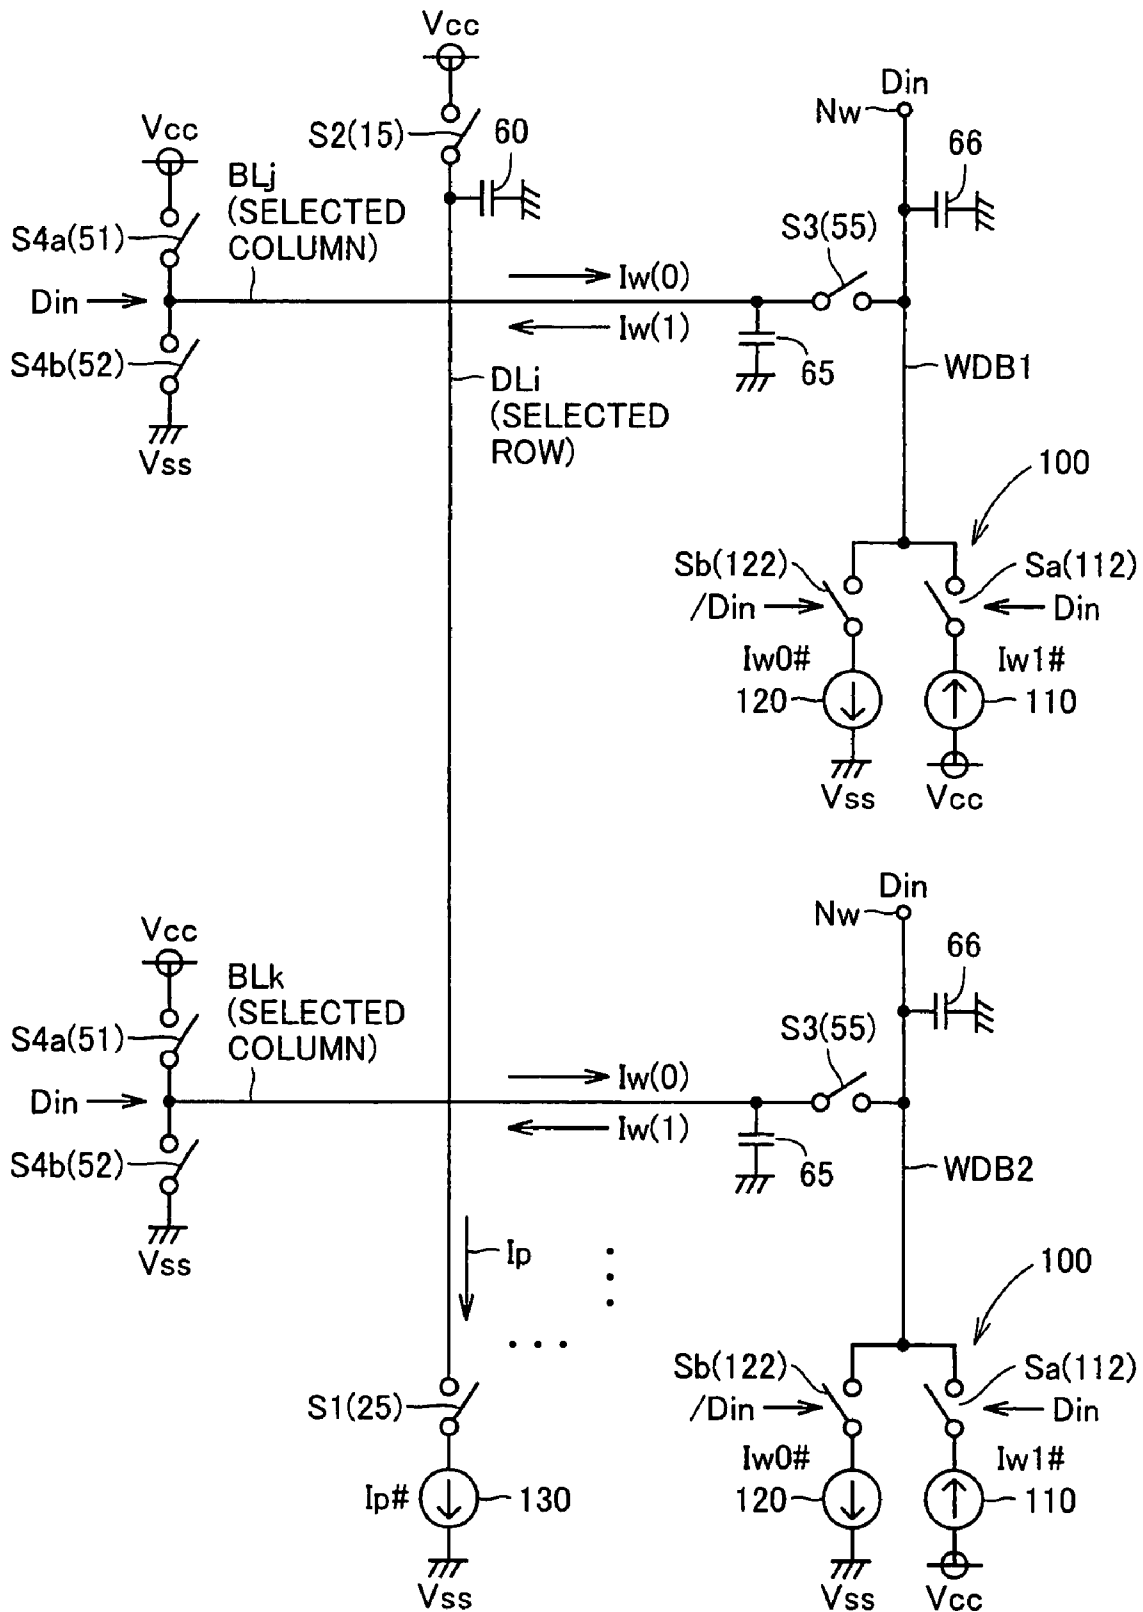 Vcc
Din
Nw
S2(15)
60
66
Vcc
BLj
(SELECTED
COLUMN)
S4a(51)
S3(55)
Din
Iw(0)
Iw(1)
S4b(52)
65
WDB1
DLi
(SELECTED
ROW)
Vss
100
Sb(122)
Sa(112)
/Din
Din
Iw0#
Iw1#
120
110
Vss
Vcc
Din
Nw
Vcc
66
BLk
(SELECTED
COLUMN)
S4a(51)
S3(55)
Din
Iw(0)
Iw(1)
S4b(52)
65
WDB2
Vss
Ip
100
Sb(122)
Sa(112)
S1(25)
/Din
Din
Iw0#
Iw1#
Ip#
130
120
110
Vss
Vss
Vcc